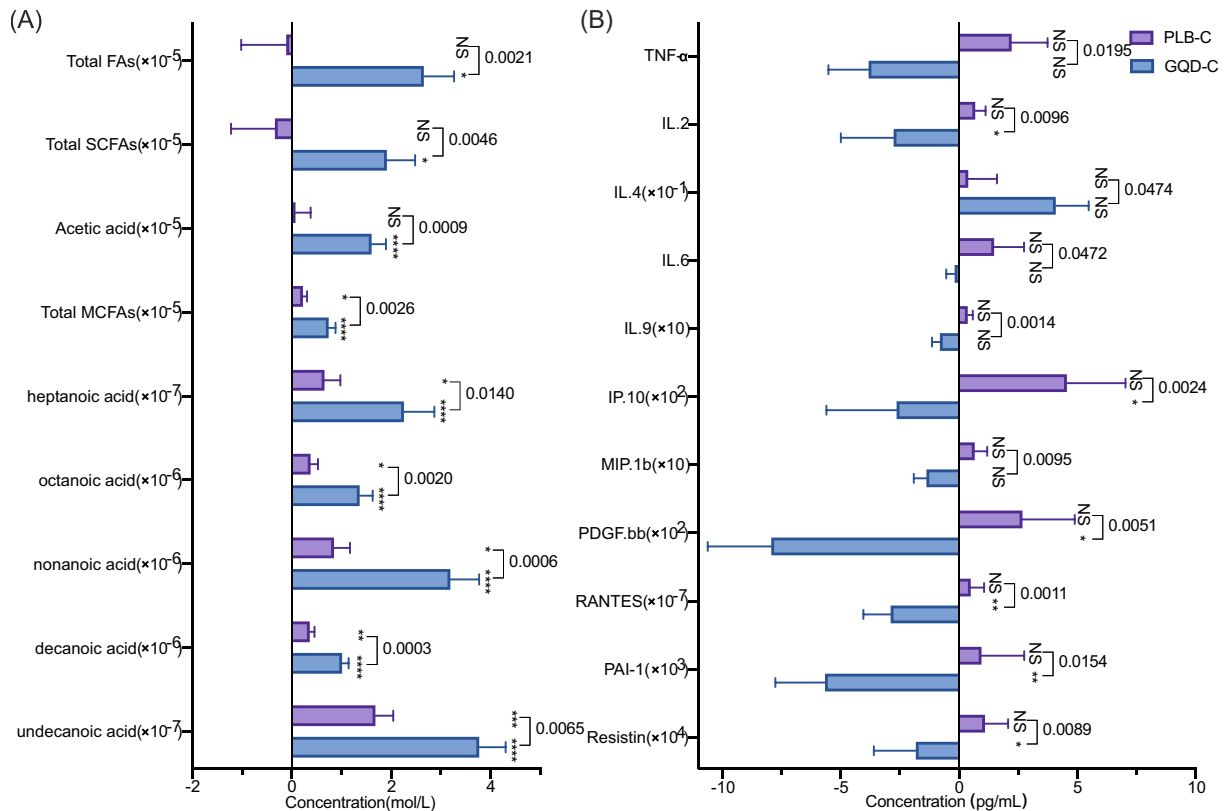 (A)
Total FAs(×10⁻⁵)
NS
*
0.0021
Total SCFAs(×10⁻⁵)
NS
*
0.0046
Acetic acid(×10⁻⁵)
NS
****
0.0009
Total MCFAs(×10⁻⁵)
*
****
0.0026
heptanoic acid(×10⁻⁷)
*
****
0.0140
octanoic acid(×10⁻⁶)
*
****
0.0020
nonanoic acid(×10⁻⁶)
*
****
0.0006
decanoic acid(×10⁻⁶)
**
****
0.0003
undecanoic acid(×10⁻⁷)
***
****
0.0065
-2 0 2 4
Concentration(mol/L)
(B)
PLB-C
GQD-C
TNF-α
NS
NS
0.0195
IL.2
NS
*
0.0096
IL.4(×10⁻¹)
NS
NS
0.0474
IL.6
NS
NS
0.0472
IL.9(×10)
NS
NS
0.0014
IP.10(×10²)
NS
*
0.0024
MIP.1b(×10)
NS
NS
0.0095
PDGF.bb(×10²)
NS
*
0.0051
RANTES(×10⁻⁷)
NS
**
0.0011
PAI-1(×10³)
NS
**
0.0154
Resistin(×10⁴)
NS
*
0.0089
-10 -5 0 5 10
Concentration (pg/mL)